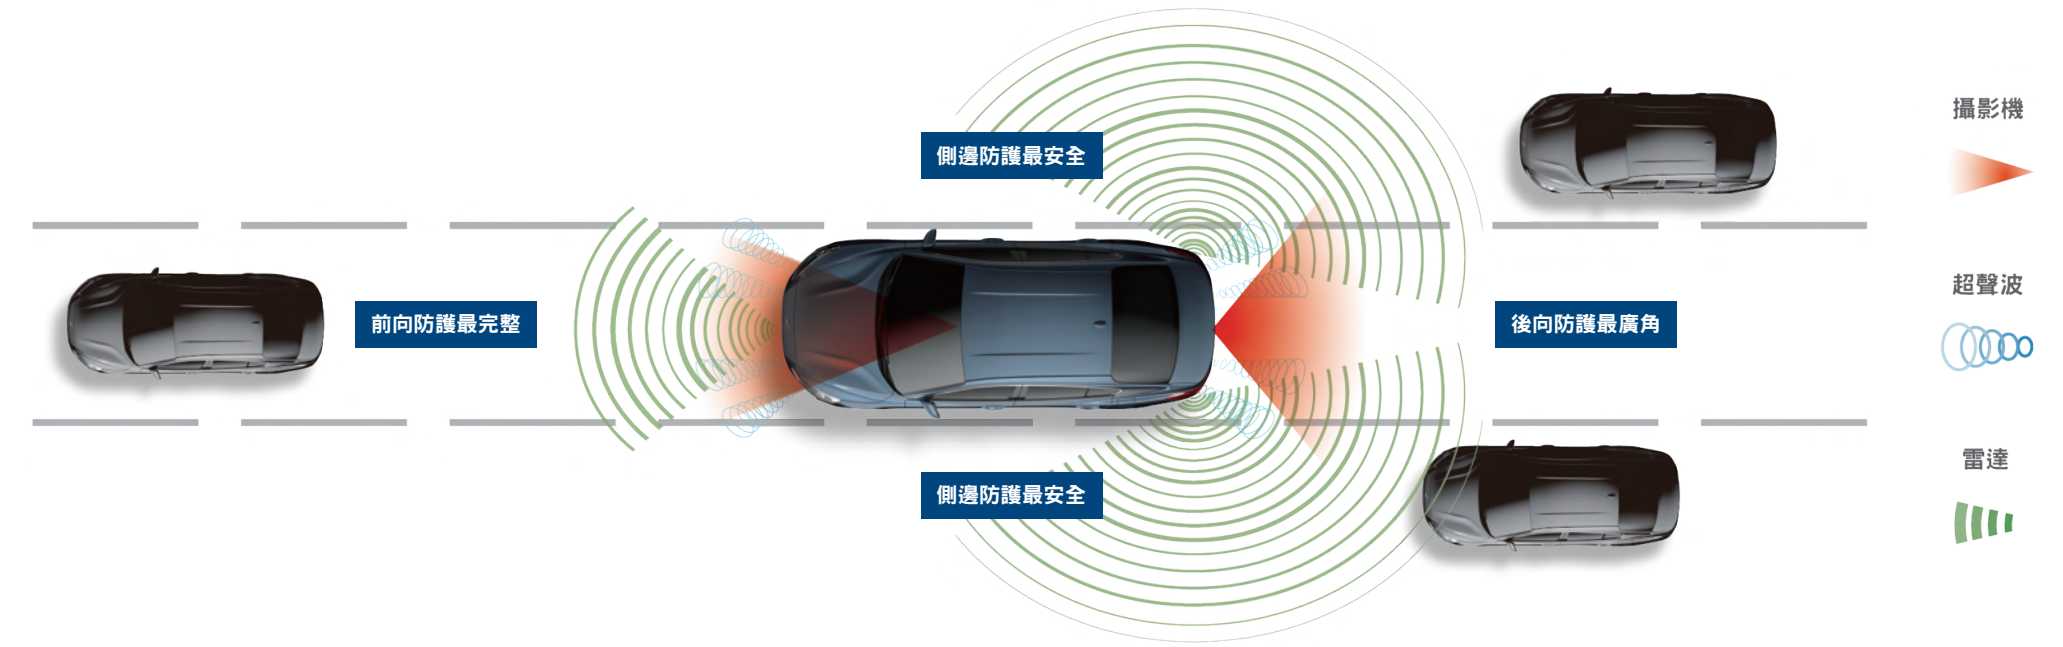 側邊防護最安全
攝影機
超聲波
前向防護最完整
後向防護最廣角
雷達
側邊防護最安全